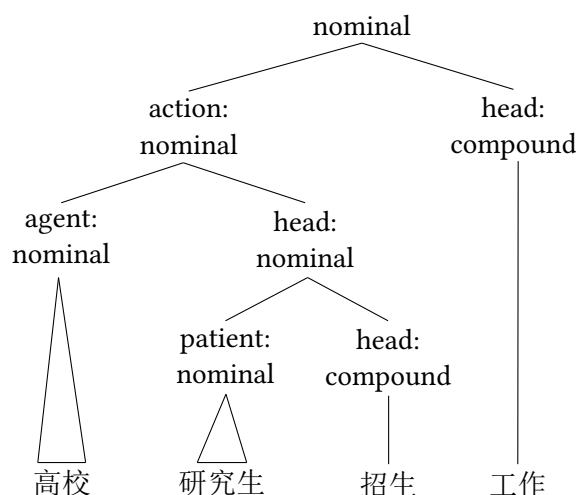 nominal
action:
nominal
head:
compound
agent:
nominal
head:
nominal
patient:
nominal
head:
compound
高校 研究生 招生 工作